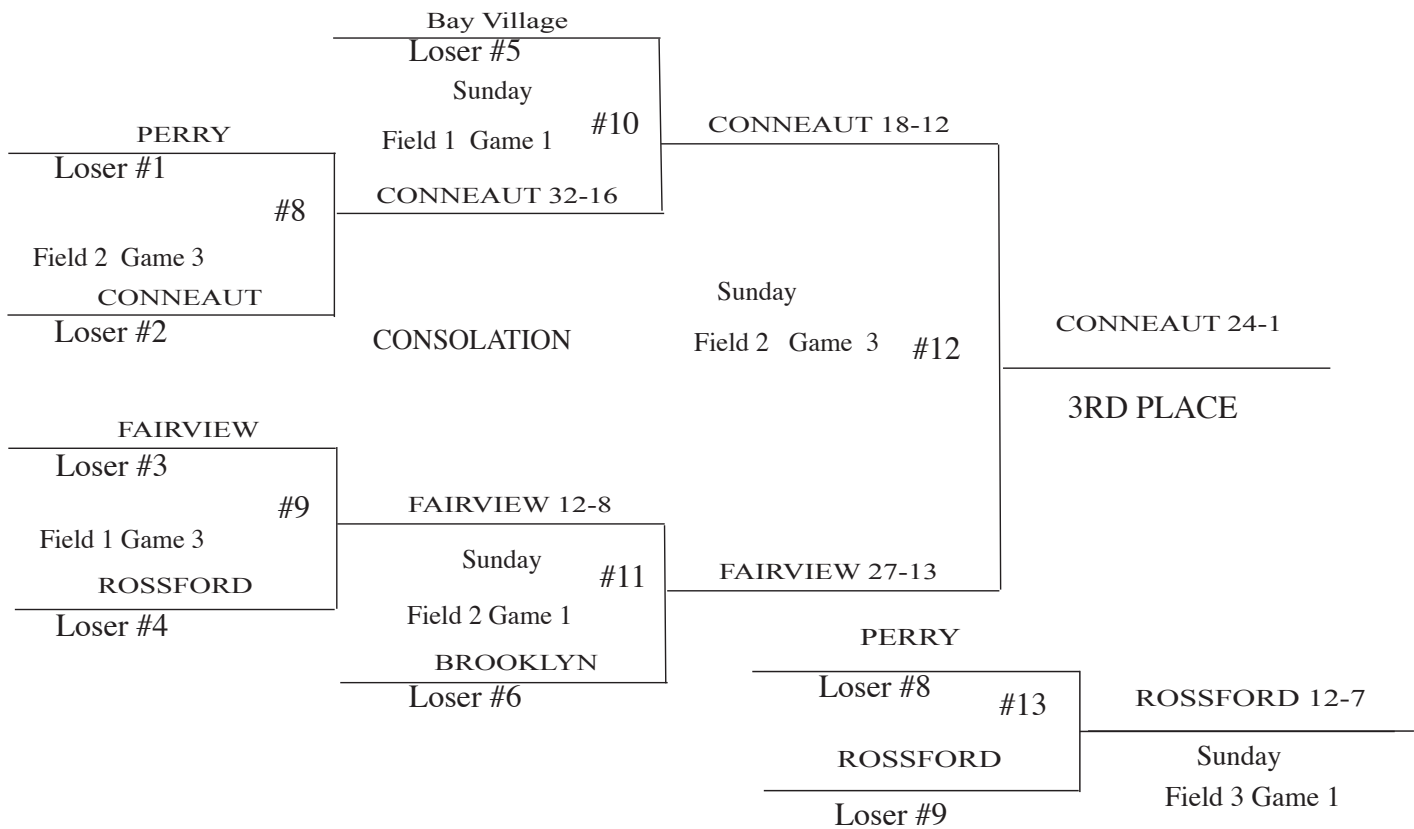 Bay Village
Loser #5
Sunday
Field 1 Game 1
#10
CONNEAUT 18-12
PERRY
Loser #1
#8
CONNEAUT 32-16
Field 2 Game 3
CONNEAUT
Loser #2
CONSOLATION
Sunday
Field 2 Game 3
#12
CONNEAUT 24-1
3RD PLACE
FAIRVIEW
Loser #3
#9
Field 1 Game 3
ROSSFORD
Loser #4
FAIRVIEW 12-8
Sunday
#11
Field 2 Game 1
BROOKLYN
Loser #6
FAIRVIEW 27-13
PERRY
Loser #8
#13
ROSSFORD
Loser #9
ROSSFORD 12-7
Sunday
Field 3 Game 1